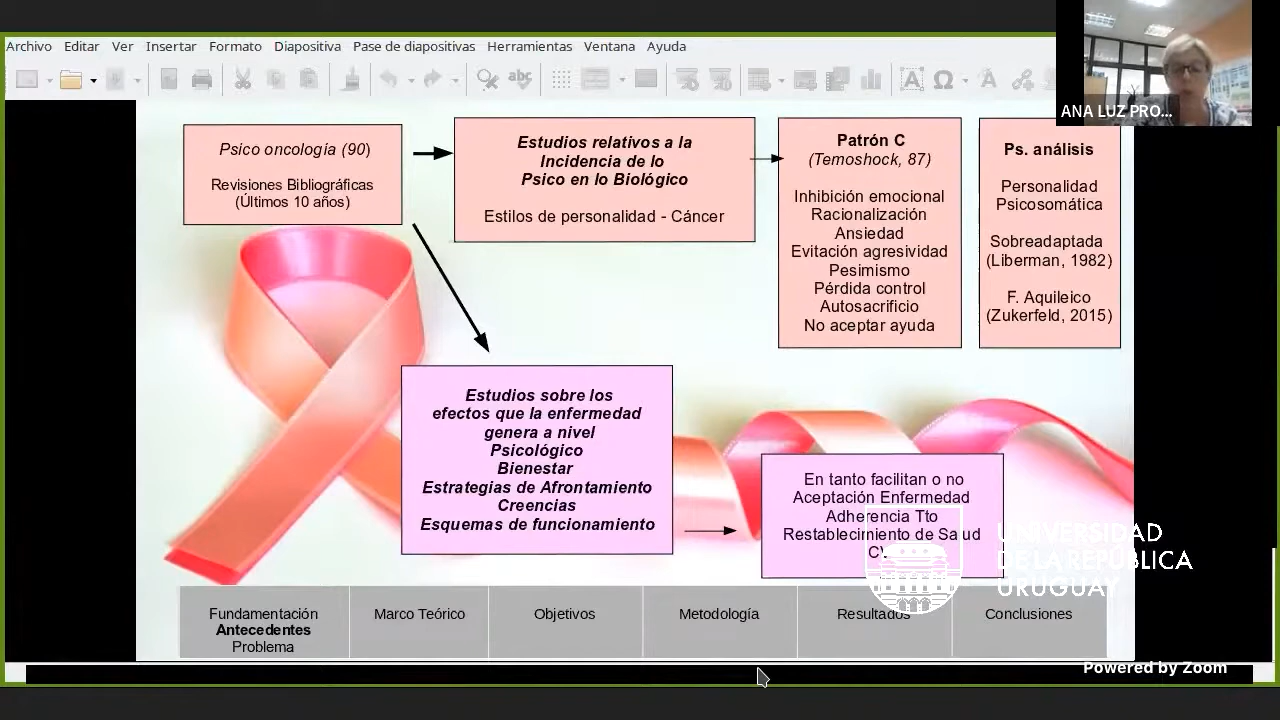 Archivo Editar Ver Insertar Formato Diapositiva Pase de diapositivas Herramientas Ventana Ayuda
ANA LUZ PRO...
Psico oncología (90)
Revisiones Bibliográficas
(Últimos 10 años)
Estudios relativos a la
Incidencia de lo
Psico en lo Biológico
Estilos de personalidad - Cáncer
Patrón C
(Temoshock, 87)
Inhibición emocional
Racionalización
Ansiedad
Evitación agresividad
Pesimismo
Pérdida control
Autosacrificio
No aceptar ayuda
Ps. análisis
Personalidad
Psicosomática
Sobreadaptada
(Liberman, 1982)
F. Aquileico
(Zukerfeld, 2015)
Estudios sobre los
efectos que la enfermedad
genera a nivel
Psicológico
Bienestar
Estrategias de Afrontamiento
Creencias
Esquemas de funcionamiento
En tanto facilitan o no
Aceptación Enfermedad
Adherencia Tto
Restablecimiento de Salud
UNIVERSIDAD
DE LA REPÚBLICA
URUGUAY
Fundamentación
Antecedentes
Problema
Marco Teórico
Objetivos
Metodología
Resultados
Conclusiones
Powered by Zoom